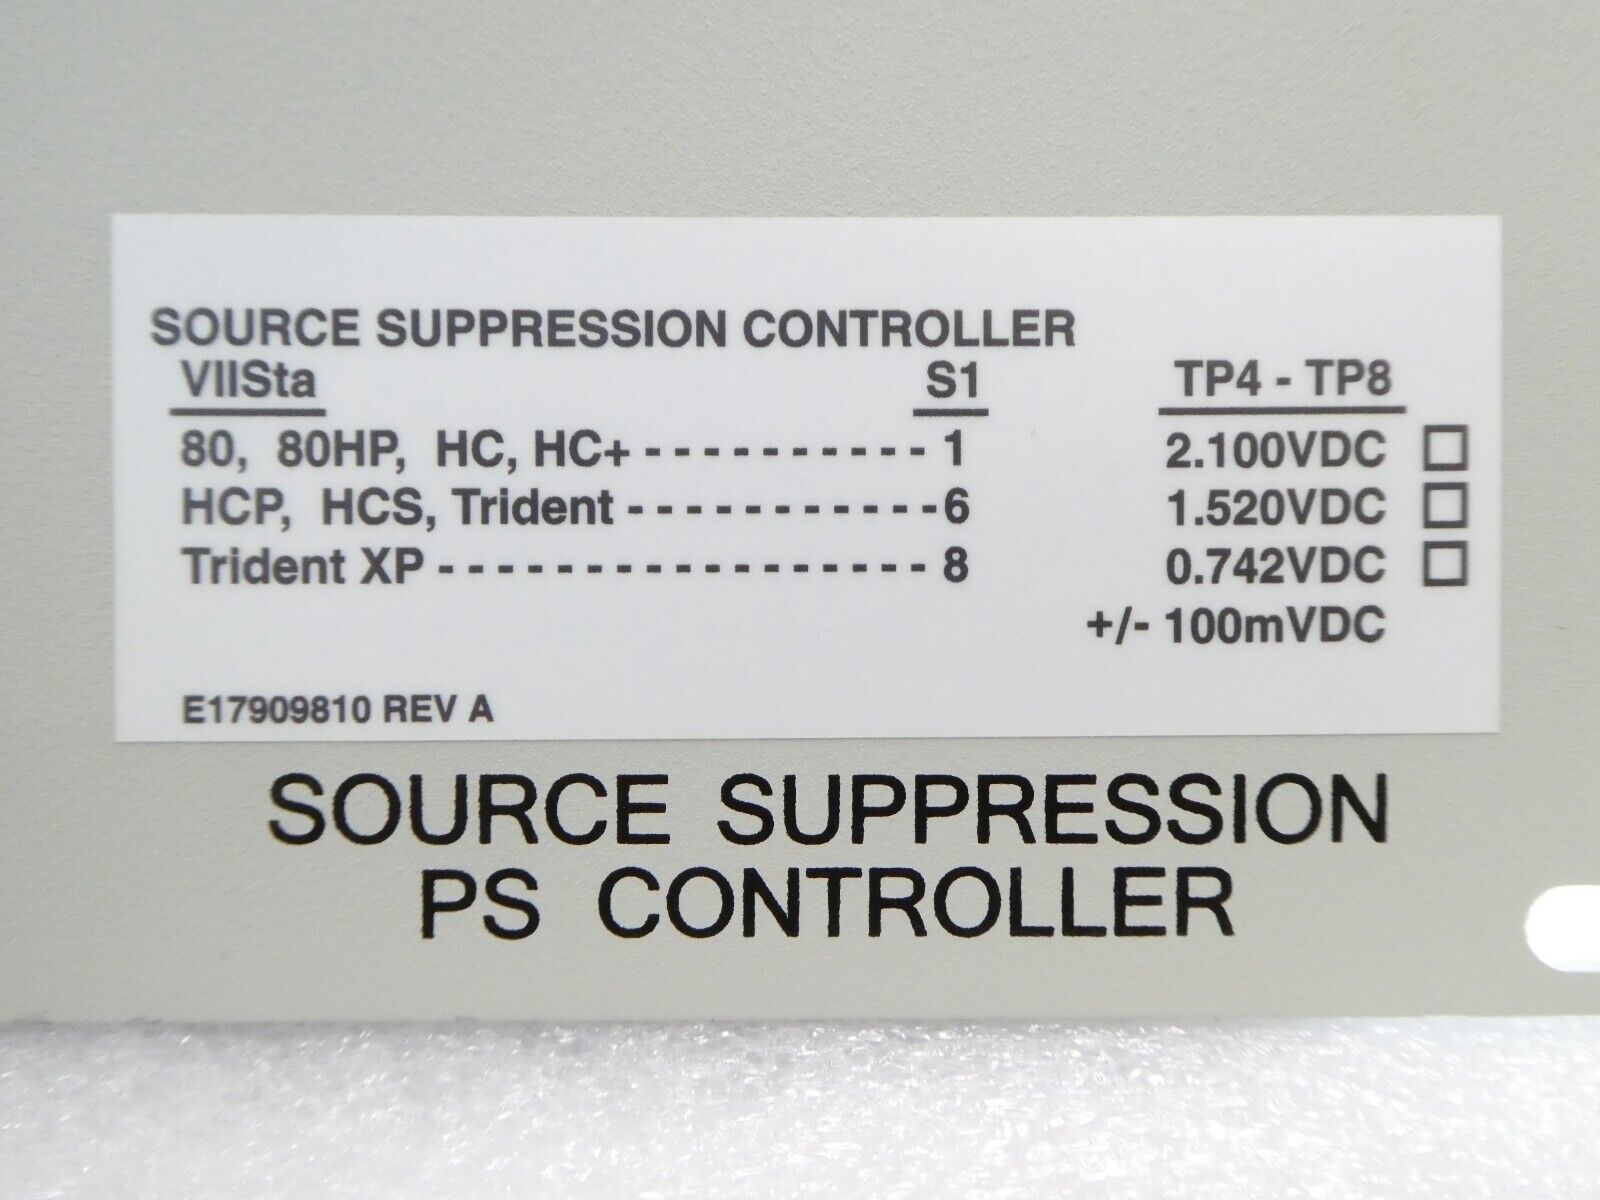 SOURCE SUPPRESSION CONTROLLER
VIISta S1 TP4 - TP8
80, 80HP, HC, HC+ - - - - - - - - - - 1 2.100VDC ☐
HCP, HCS, Trident - - - - - - - - - - - 6 1.520VDC ☐
Trident XP - - - - - - - - - - - - - - - - - 8 0.742VDC ☐
+/- 100mVDC
E17909810 REV A
SOURCE SUPPRESSION
PS CONTROLLER